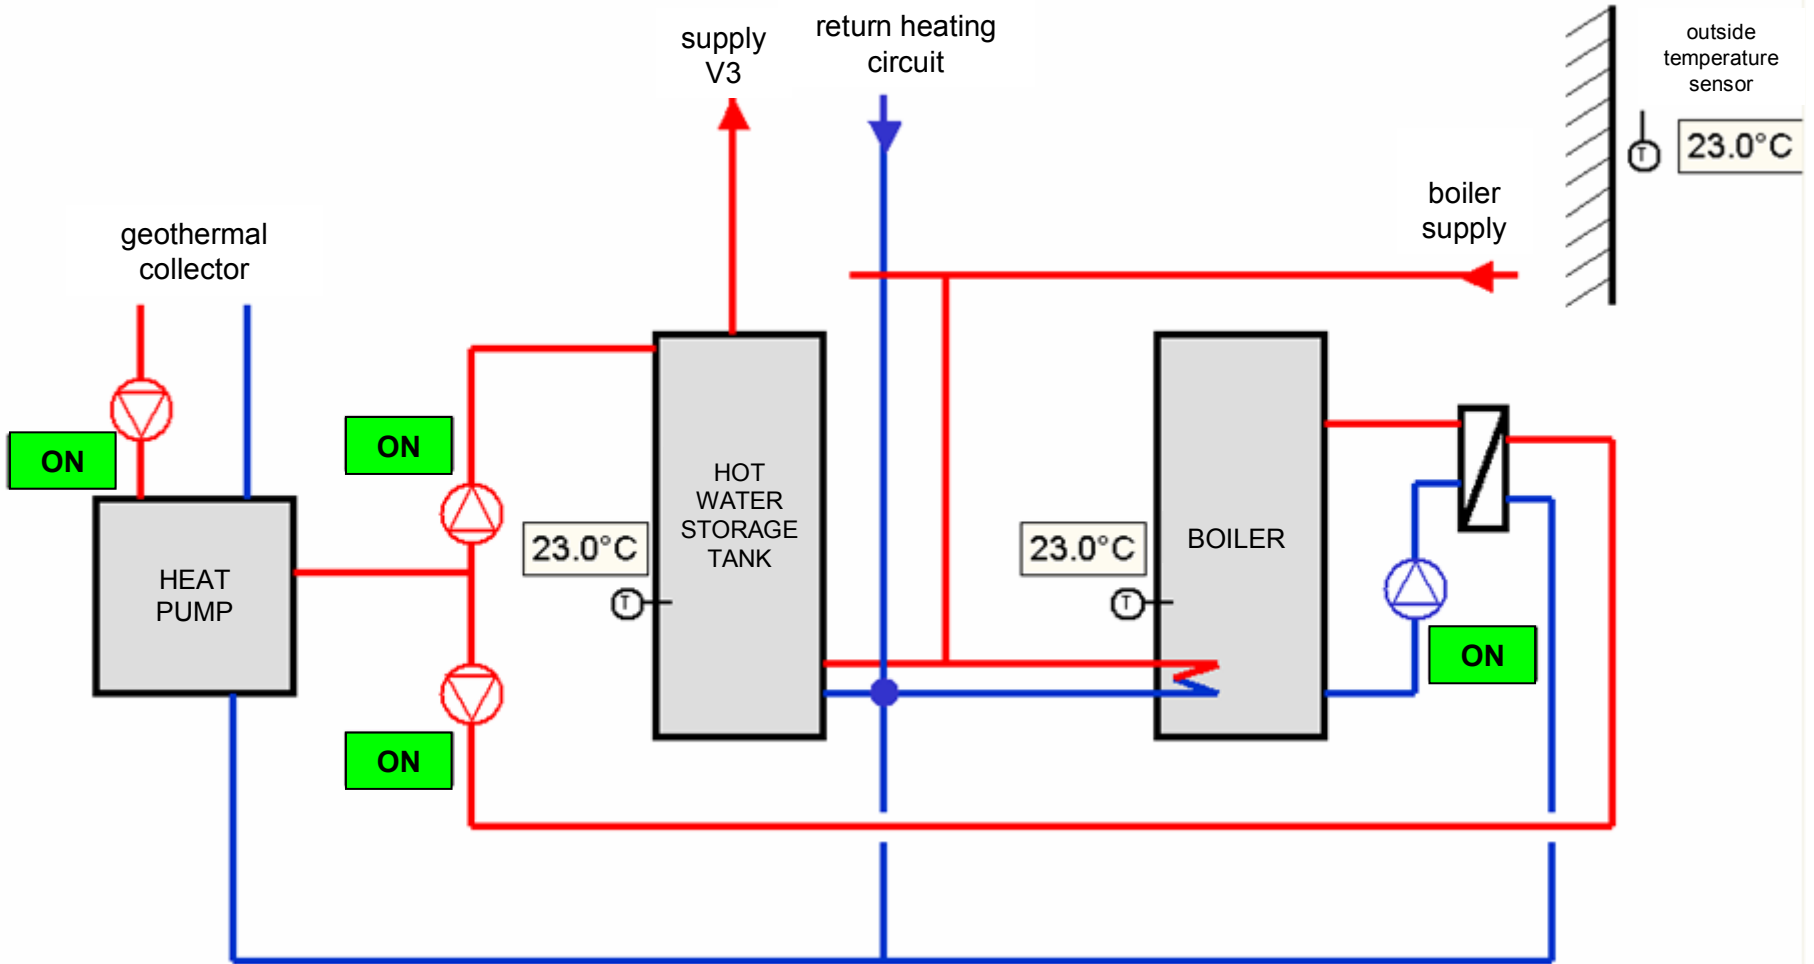 supply
V3
return heating
circuit
outside
temperature
sensor
T
23.0°C
boiler
supply
geothermal
collector
ON
ON
HOT
WATER
STORAGE
TANK
23.0°C
T
23.0°C
T
BOILER
HEAT
PUMP
ON
ON